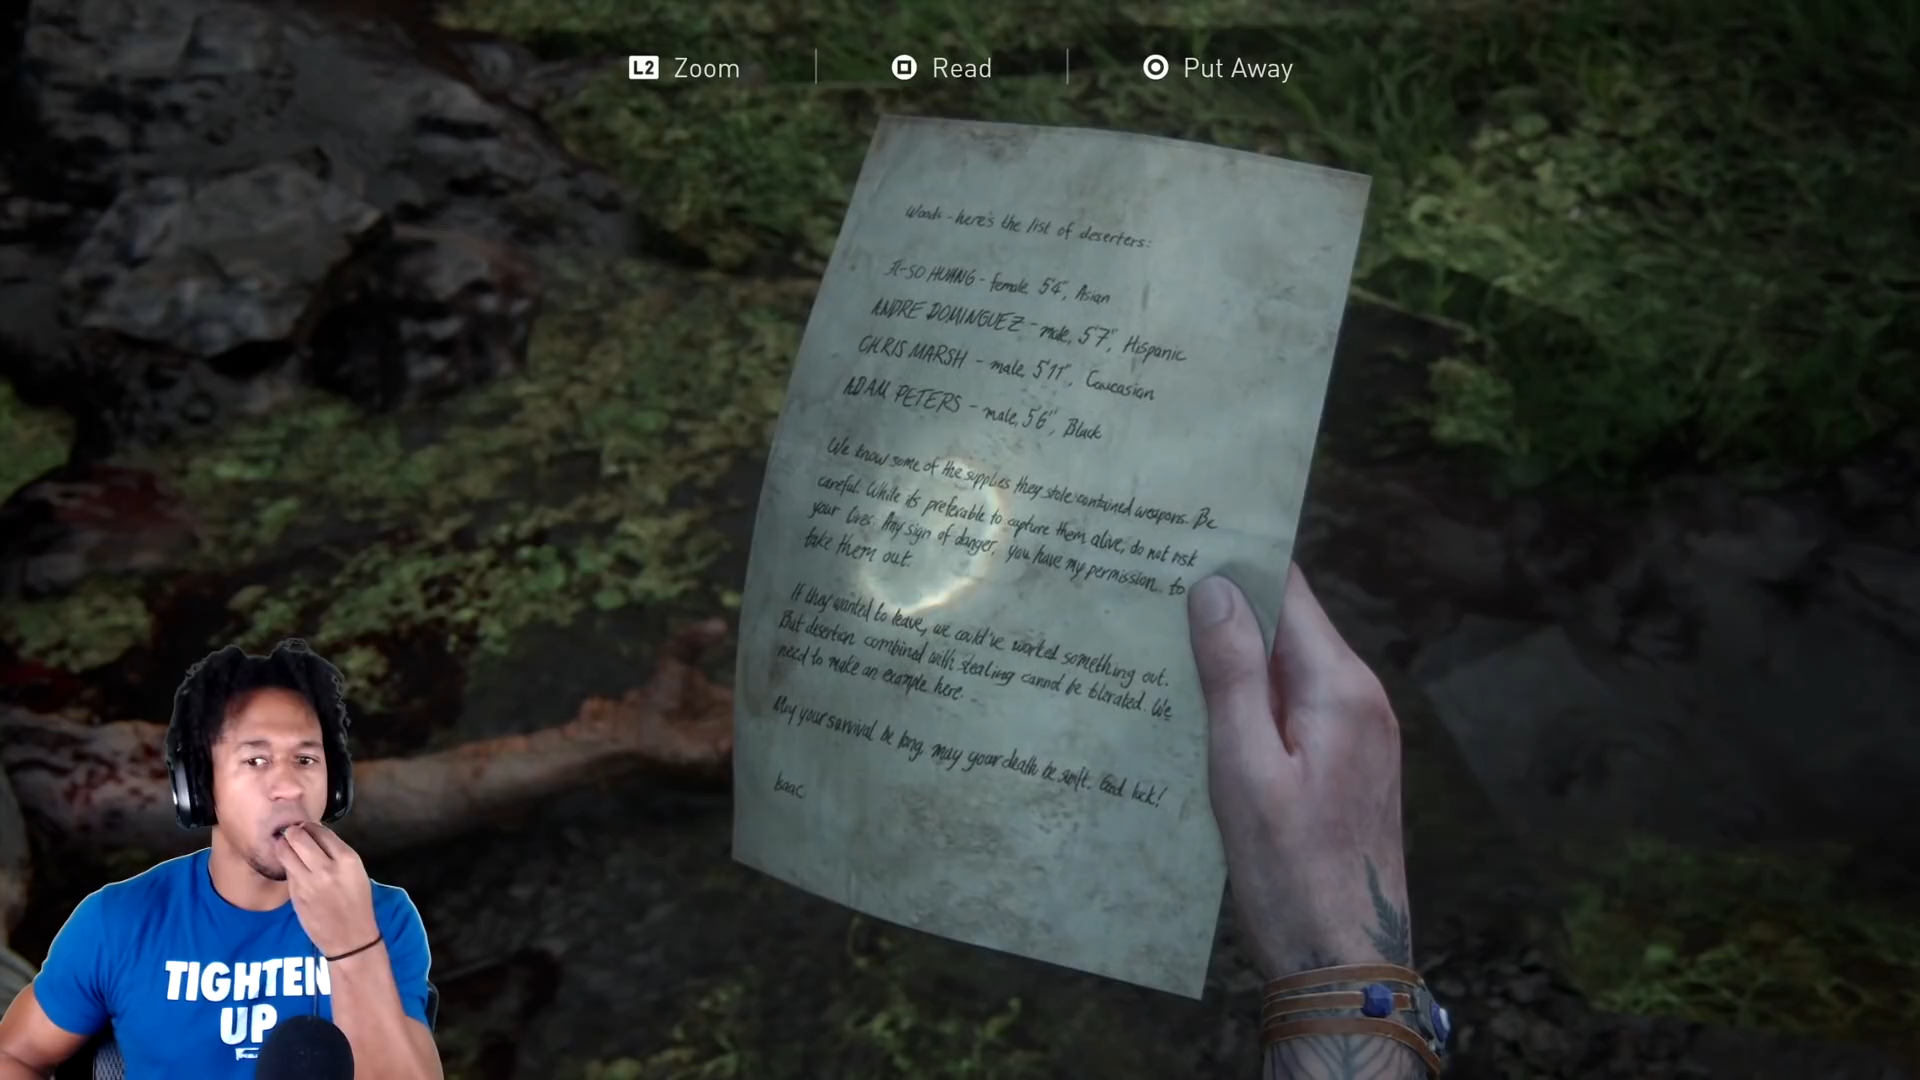 L2 Zoom
Read
Put Away
Woods - here's the list of deserters:
JI-SO HUANG - female 5'4", Asian
ANDRE DOMINGUEZ - male, 5'7", Hispanic
CHRIS MARSH - male, 5'11", Caucasian
ADAM PETERS - male, 5'6", Black
We know some of the supplies they stole contained weapons. Be
careful. While its preferable to capture them alive, do not risk
your lives. Any sign of danger, you have my permission to
take them out.
If they wanted to leave, we could've worked something out.
But desertion combined with stealing cannot be tolerated. We
need to make an example here.
May your survival be long, may your death be swift. Good luck!
Isaac
TIGHTEN
UP